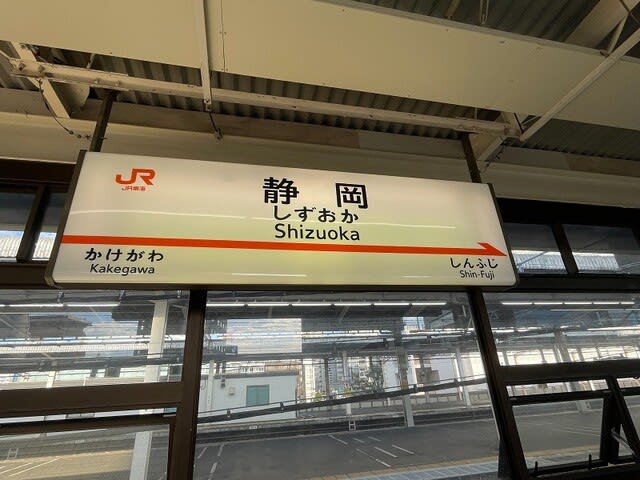 JR
JR東海
静岡
しずおか
Shizuoka
かけがわ
Kakegawa
しんふじ
Shin-Fuji